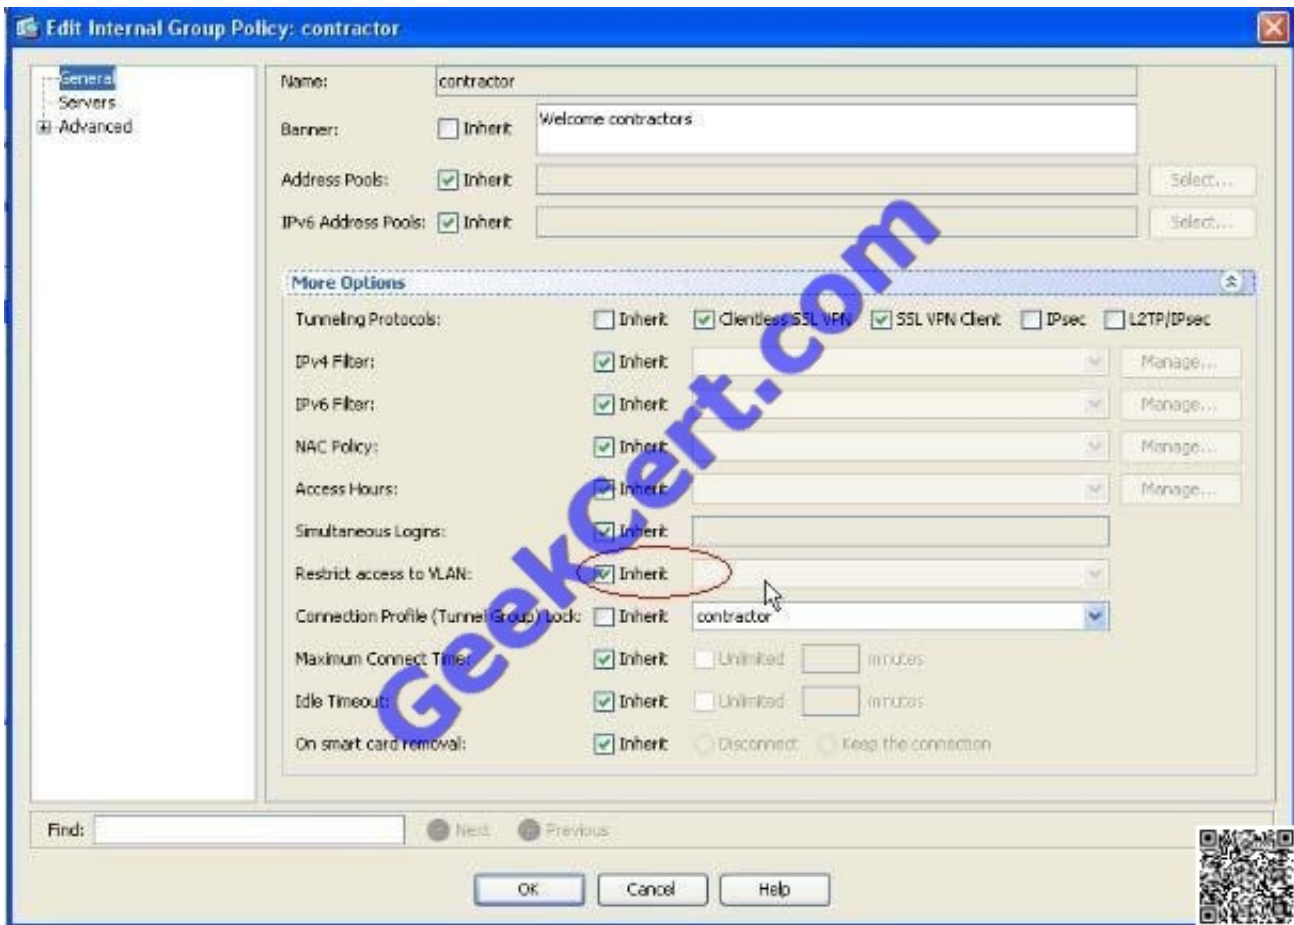 Edit Internal Group Policy: contractor
General
Servers
Advanced
Name: contractor
Banner: Inherit Welcome contractors
Address Pools: Inherit Select...
IPv6 Address Pools: Inherit Select...
More Options
Tunneling Protocols: Inherit Clientless SSL VPN SSL VPN Client IPsec L2TP/IPsec
IPv4 Filter: Inherit Manage...
IPv6 Filter: Inherit Manage...
NAC Policy: Inherit Manage...
Access Hours: Inherit Manage...
Simultaneous Logins: Inherit
Restrict access to VLAN: Inherit
Connection Profile (Tunnel Group) Lock: Inherit contractor
Maximum Connect Time: Inherit Unlimited minutes
Idle Timeout: Inherit Unlimited minutes
On smart card removal: Inherit Disconnect Keep the connection
Find: Next Previous
OK Cancel Help
GeekCert.com